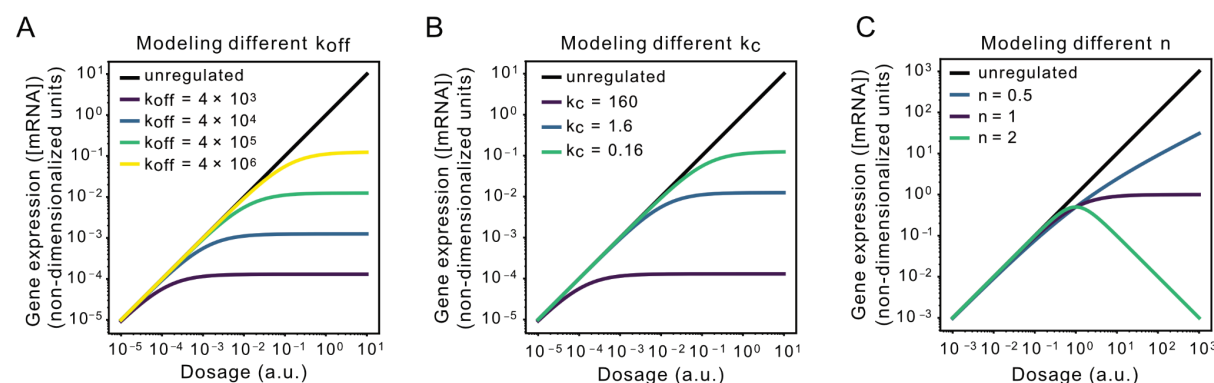 A
Modeling different koff
Gene expression ([mRNA])
(non-dimensionalized units)
10¹
10⁰
10⁻¹
10⁻²
10⁻³
10⁻⁴
10⁻⁵
unregulated
koff = 4 × 10³
koff = 4 × 10⁴
koff = 4 × 10⁵
koff = 4 × 10⁶
10⁻⁵ 10⁻⁴ 10⁻³ 10⁻² 10⁻¹ 10⁰ 10¹
Dosage (a.u.)
B
Modeling different kc
Gene expression ([mRNA])
(non-dimensionalized units)
10¹
10⁰
10⁻¹
10⁻²
10⁻³
10⁻⁴
10⁻⁵
unregulated
kc = 160
kc = 1.6
kc = 0.16
10⁻⁵ 10⁻⁴ 10⁻³ 10⁻² 10⁻¹ 10⁰ 10¹
Dosage (a.u.)
C
Modeling different n
Gene expression ([mRNA])
(non-dimensionalized units)
10³
10²
10¹
10⁰
10⁻¹
10⁻²
10⁻³
unregulated
n = 0.5
n = 1
n = 2
10⁻³ 10⁻² 10⁻¹ 10⁰ 10¹ 10² 10³
Dosage (a.u.)